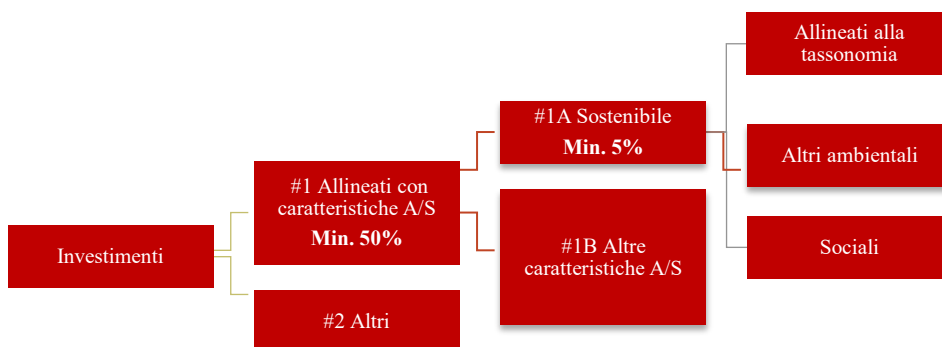 Investimenti
#1 Allineati con
caratteristiche A/S
Min. 50%
#2 Altri
#1A Sostenibile
Min. 5%
#1B Altre
caratteristiche A/S
Allineati alla
tassonomia
Altri ambientali
Sociali